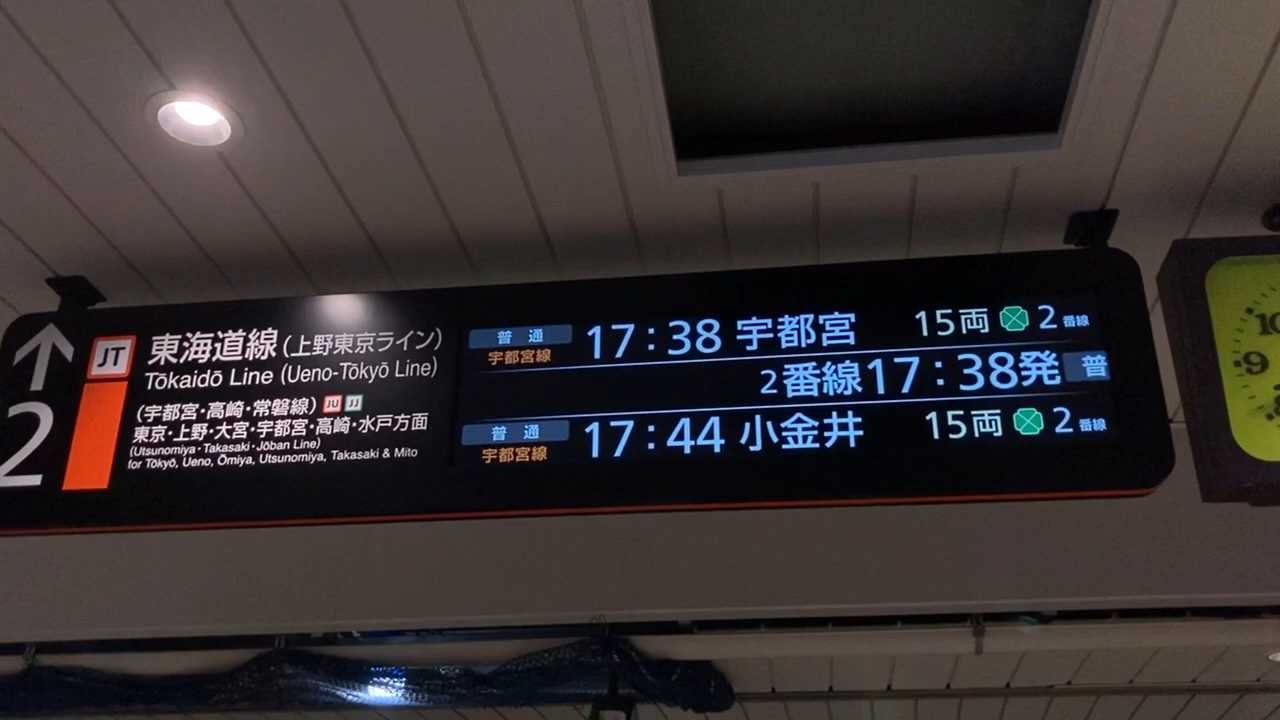 2
JT
東海道線(上野東京ライン)
Tōkaidō Line (Ueno-Tōkyō Line)
(宇都宮・高崎・常磐線) JU JJ
東京・上野・大宮・宇都宮・高崎・水戸方面
(Utsunomiya・Takasaki・Jōban Line)
for Tōkyō, Ueno, Ōmiya, Utsunomiya, Takasaki & Mito
普通 宇都宮線 17:38 宇都宮 15両 2番線
2番線17:38発 普
普通 宇都宮線 17:44 小金井 15両 2番線
10
9